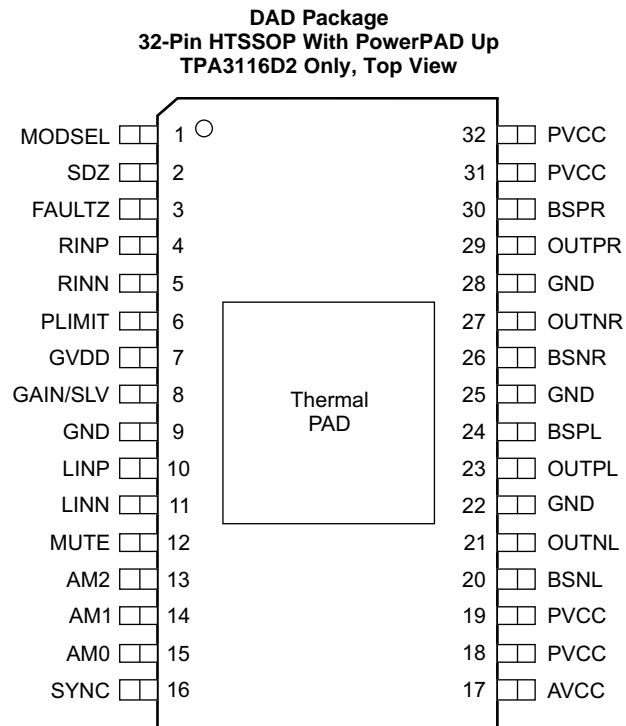 DAD Package
32-Pin HTSSOP With PowerPAD Up
TPA3116D2 Only, Top View
MODSEL 1 32 PVCC
SDZ 2 31 PVCC
FAULTZ 3 30 BSPR
RINP 4 29 OUTPR
RINN 5 28 GND
PLIMIT 6 27 OUTNR
GVDD 7 26 BSNR
GAIN/SLV 8 25 GND
Thermal
PAD
GND 9 24 BSPL
LINP 10 23 OUTPL
LINN 11 22 GND
MUTE 12 21 OUTNL
AM2 13 20 BSNL
AM1 14 19 PVCC
AM0 15 18 PVCC
SYNC 16 17 AVCC